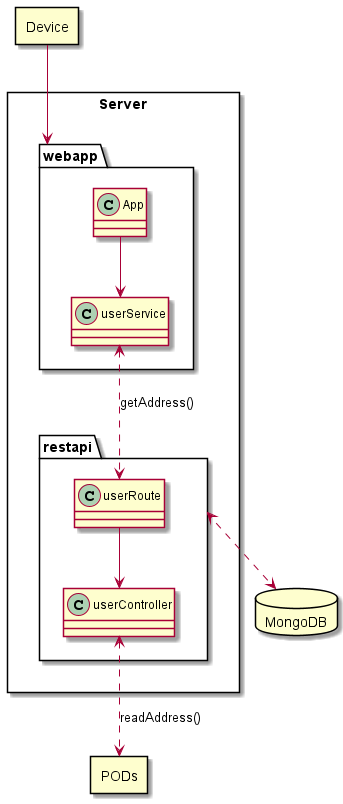 Device
Server
webapp
C App
C userService
getAddress()
restapi
C userRoute
C userController
MongoDB
readAddress()
PODs